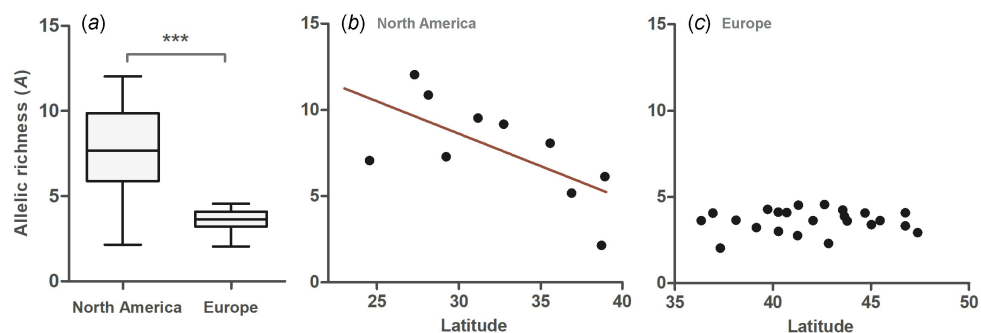 (a)
***
15
10
5
0
Allelic richness (A)
North America Europe
(b) North America
15
10
5
0
25 30 35 40
Latitude
(c) Europe
15
10
5
0
35 40 45 50
Latitude